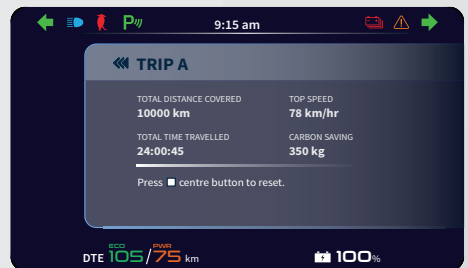 P
9:15 am
TRIP A
TOTAL DISTANCE COVERED
10000 km
TOP SPEED
78 km/hr
TOTAL TIME TRAVELLED
24:00:45
CARBON SAVING
350 kg
Press centre button to reset.
DTE ECO 105 / PWR 75 km
100%